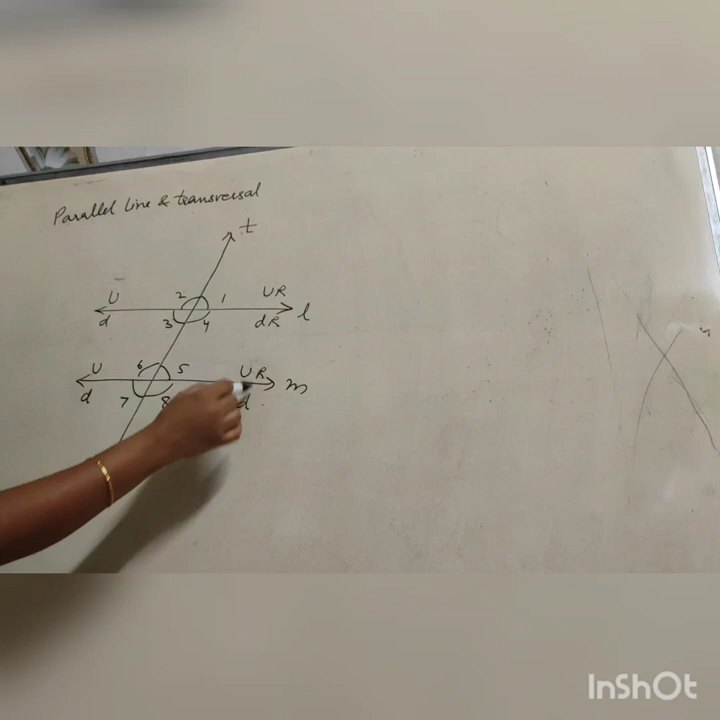 Parallel line & transversal
t
U 2 1 UR
d 3 4 dR l
U 6 5 UR
d 7 8 d m
InShOt